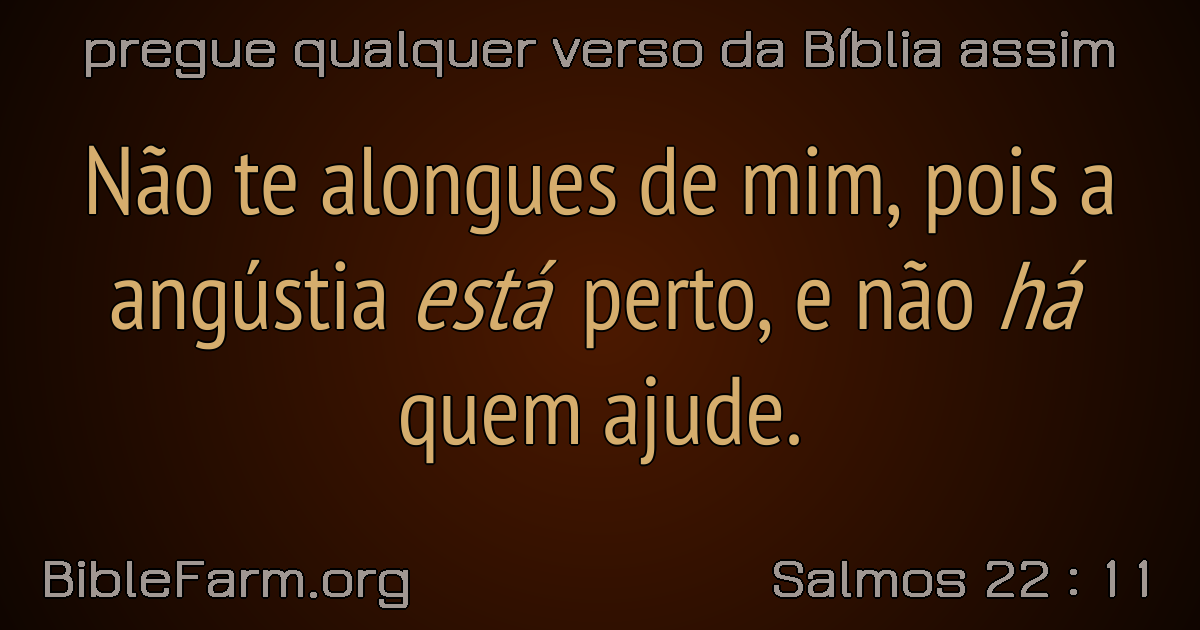 pregue qualquer verso da Bíblia assim
Não te alongues de mim, pois a
angústia está perto, e não há
quem ajude.
BibleFarm.org
Salmos 22 : 11